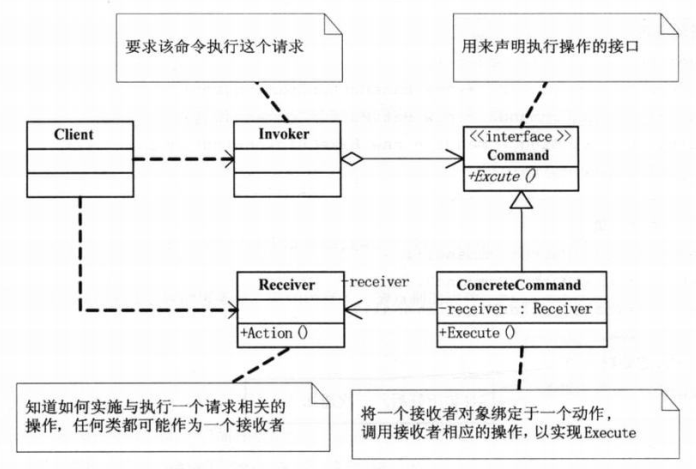 要求该命令执行这个请求
用来声明执行操作的接口
Client
Invoker
<<interface >>
Command
+Excute ()
Receiver
-receiver
ConcreteCommand
-receiver : Receiver
+Action ()
+Execute ()
知道如何实施与执行一个请求相关的
操作，任何类都可能作为一个接收者
将一个接收者对象绑定于一个动作，
调用接收者相应的操作，以实现Execute